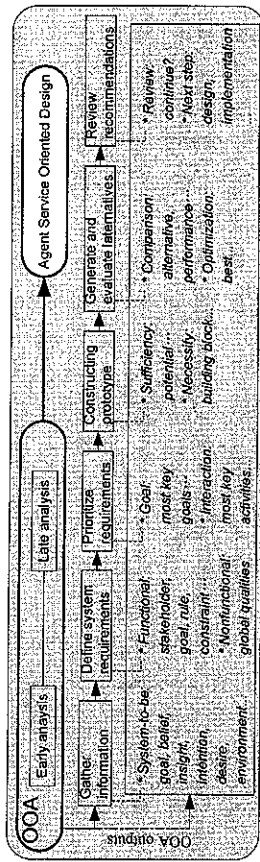 OOA
Early anaysis
Late analysis
Agent Service Oriented Design
Gather
Information
Define system
requirements
Prioritize
requirements
Constructing
protoype
Generate and
evaluate laternatives
Review
recommendations
OOA outputs
* System-to-be:
goal, belief,
insight,
Intention,
desire,
environment.
* Functional:
stakeholder,
goal, rule,
constraint…
* Nonfunctional:
global qualities
* Goal:
most key
goals…
* Interaction:
most key
activities.
* Sufficiency:
potential…
* Necessity:
building block…
* Comparison:
alternative,
performance…
* Optimization:
best…
* Review:
continue?
* Next step:
design,
implementation